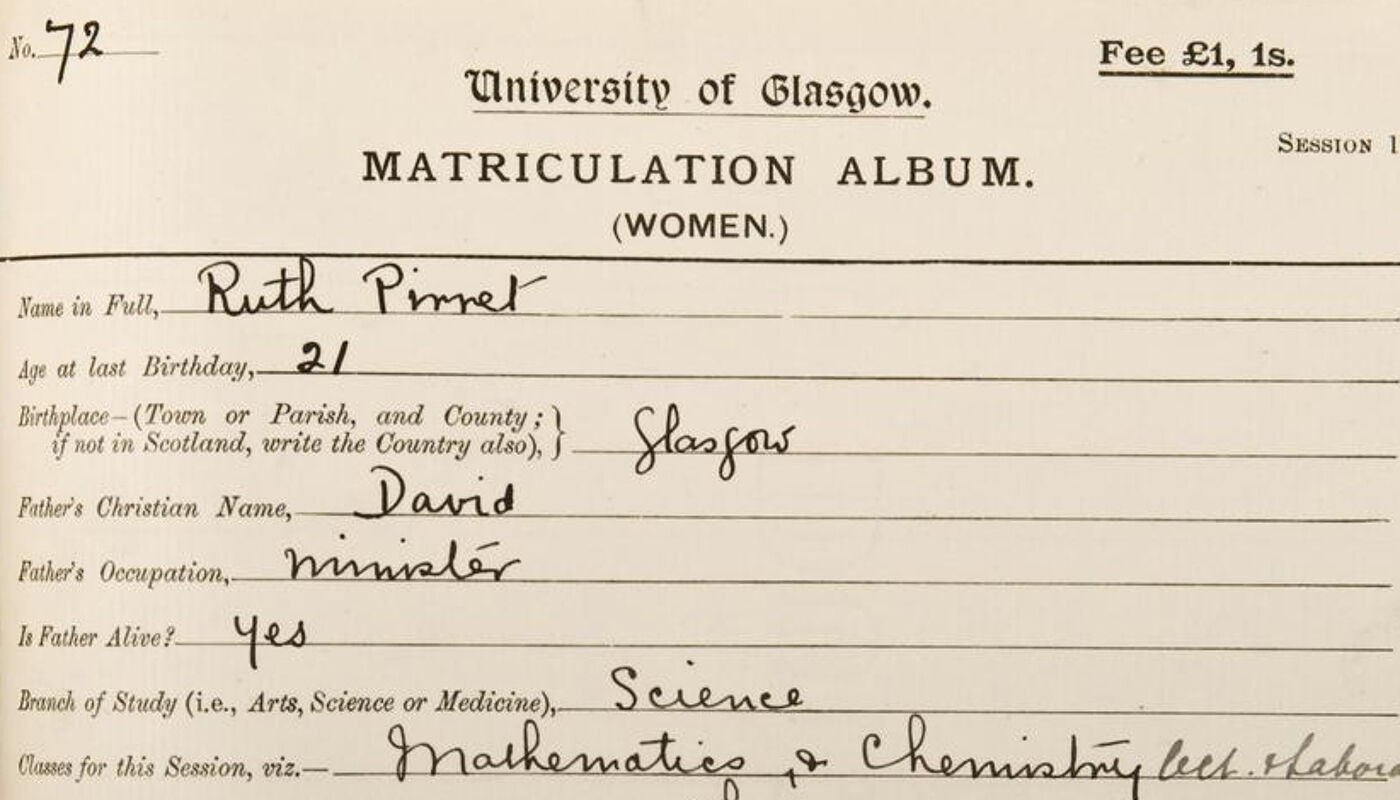 No. 72
Fee £1, 1s.
University of Glasgow.
SESSION 1
MATRICULATION ALBUM.
(WOMEN.)
Name in Full, Ruth Pirret
Age at last Birthday, 21
Birthplace—(Town or Parish, and County; if not in Scotland, write the Country also), } Glasgow
Father's Christian Name, David
Father's Occupation, minister
Is Father Alive? yes
Branch of Study (i.e., Arts, Science or Medicine), Science
Classes for this Session, viz.— Mathematics, & Chemistry Lect. & Labora